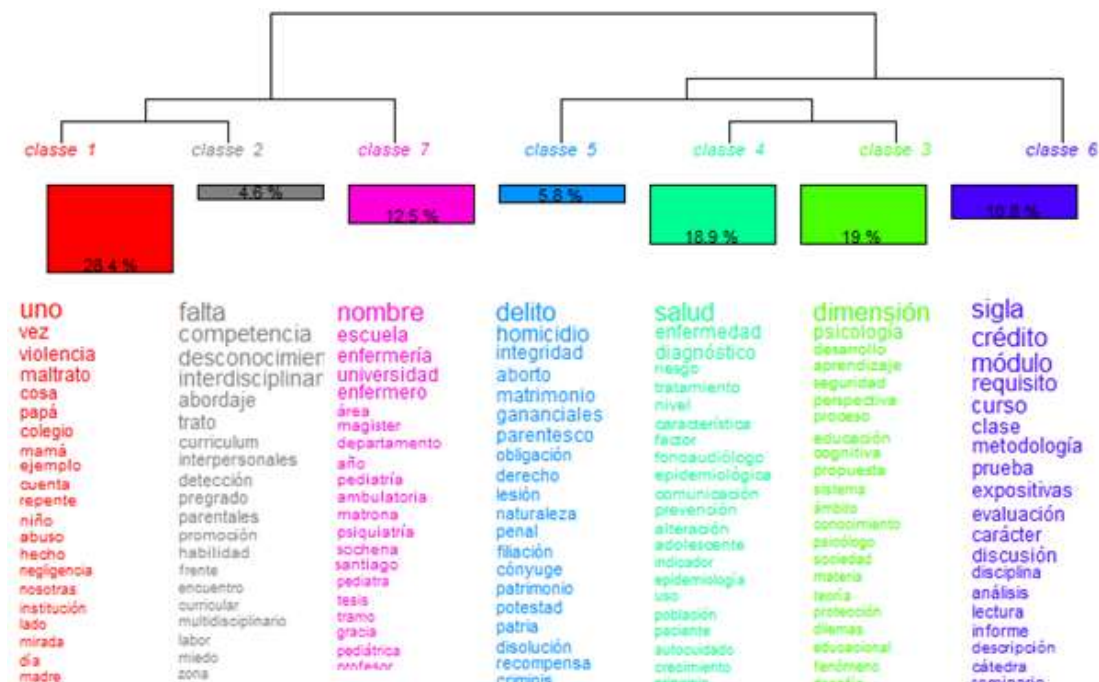 classe 1
classe 2
classe 7
classe 5
classe 4
classe 3
classe 6
28.4 %
4.6 %
12.5 %
5.8 %
18.9 %
19 %
10.8 %
uno
vez
violencia
maltrato
cosa
papá
colegio
mamá
ejemplo
cuenta
repente
niño
abuso
hecho
negligencia
nosotras
institución
lado
mirada
día
madre
falta
competencia
desconocimien
interdisciplinar
abordaje
trato
curriculum
interpersonales
detección
pregrado
parentales
promoción
habilidad
frente
encuentro
curricular
multidisciplinario
labor
miedo
zona
nombre
escuela
enfermería
universidad
enfermero
área
magister
departamento
año
pediatría
ambulatoria
matrona
psiquiatría
sochena
santiago
pediatra
tesis
tramo
gracia
pediátrica
profesor
delito
homicidio
integridad
aborto
matrimonio
gananciales
parentesco
obligación
derecho
lesión
naturaleza
penal
filiación
cónyuge
patrimonio
potestad
patria
disolución
recompensa
criminis
salud
enfermedad
diagnóstico
riesgo
tratamiento
nivel
característica
factor
fonoaudiólogo
epidemiológica
comunicación
prevención
alteración
adolescente
indicador
epidemiología
uso
población
paciente
autocuidado
crecimiento
dimensión
psicología
desarrollo
aprendizaje
seguridad
perspectiva
proceso
educación
cognitiva
propuesta
sistema
ámbito
conocimiento
psicólogo
sociedad
materia
teoría
protección
dilemas
educacional
fenómeno
sigla
crédito
módulo
requisito
curso
clase
metodología
prueba
expositivas
evaluación
carácter
discusión
disciplina
análisis
lectura
informe
descripción
cátedra
seminario